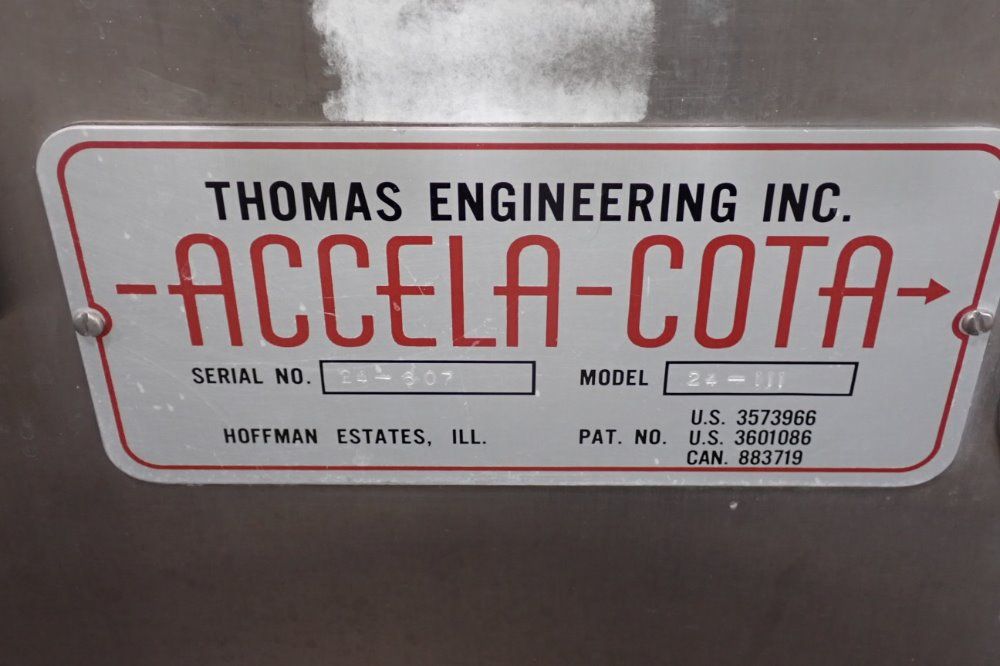 THOMAS ENGINEERING INC.
ACCELA-COTA
SERIAL NO. 24-607 MODEL 24-III
HOFFMAN ESTATES, ILL. PAT. NO. U.S. 3573966
U.S. 3601086
CAN. 883719